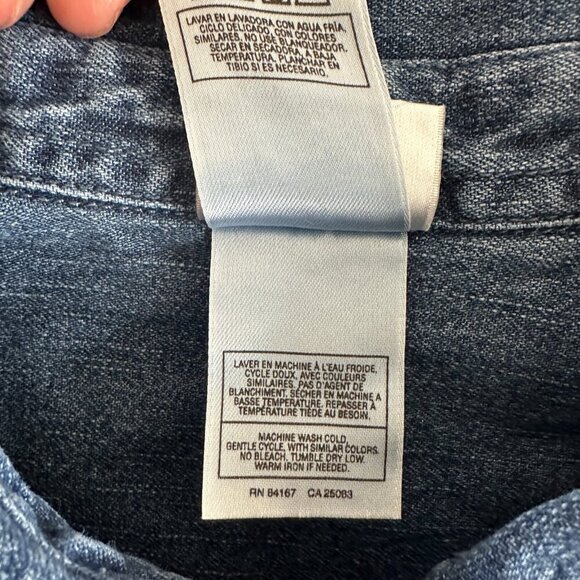 LAVAR EN LAVADORA CON AGUA FRÍA,
CICLO DELICADO, CON COLORES
SIMILARES. NO USE BLANQUEADOR.
SECAR EN SECADORA A BAJA
TEMPERATURA, PLANCHAR EN
TIBIO SI ES NECESARIO.
LAVER EN MACHINE À L'EAU FROIDE,
CYCLE DOUX, AVEC COULEURS
SIMILAIRES. PAS D'AGENT DE
BLANCHIMENT. SÉCHER EN MACHINE A
BASSE TEMPÉRATURE. REPASSER À
TEMPÉRATURE TIÈDE AU BESOIN.
MACHINE WASH COLD,
GENTLE CYCLE, WITH SIMILAR COLORS.
NO BLEACH. TUMBLE DRY LOW.
WARM IRON IF NEEDED.
RN 84167 CA 25083